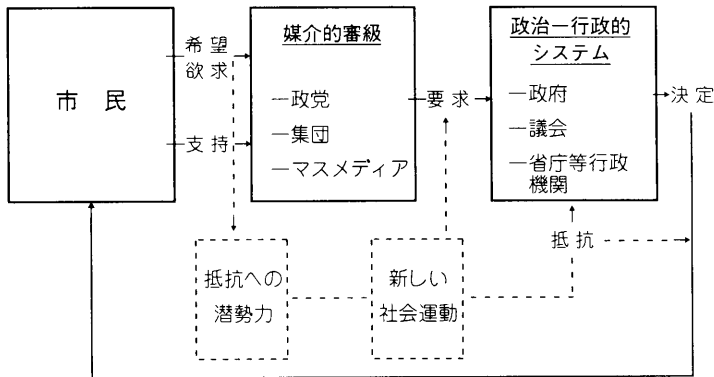 市 民
希 望
欲 求
支 持
媒介的審級
—政党
—集団
—マスメディア
要 求
政治—行政的
システム
—政府
—議会
—省庁等行政
機関
決 定
抵 抗
抵抗への
潜勢力
新しい
社会運動